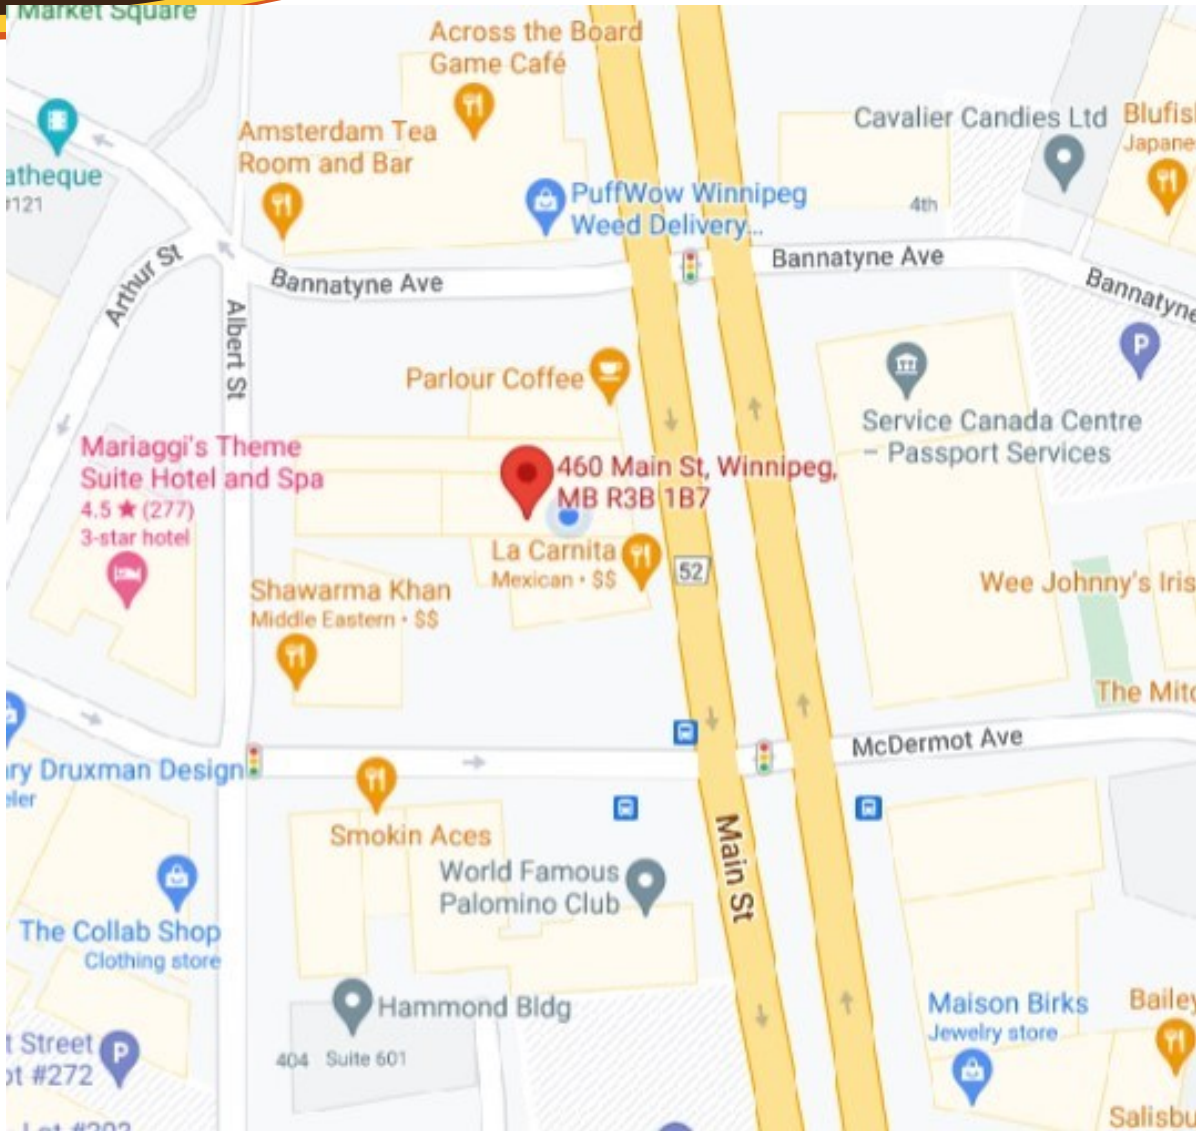 Market Square
Across the Board
Game Café
Cavalier Candies Ltd
Amsterdam Tea
Room and Bar
atheque
#121
PuffWow Winnipeg
Weed Delivery...
4th
Arthur St
Bannatyne Ave
Bannatyne Ave
Bannatyne
Albert St
P
Parlour Coffee
Service Canada Centre
– Passport Services
Mariaggi's Theme
Suite Hotel and Spa
4.5 ★ (277)
3-star hotel
460 Main St, Winnipeg,
MB R3B 1B7
La Carnita
Mexican • $$
52
Shawarma Khan
Middle Eastern • $$
Wee Johnny's Iris
The Mitc
McDermot Ave
ry Druxman Design
eler
Smokin Aces
World Famous
Palomino Club
Main St
The Collab Shop
Clothing store
Hammond Bldg
404 Suite 601
Maison Birks
Jewelry store
Bailey
t Street
ot #272
P
Salisbu